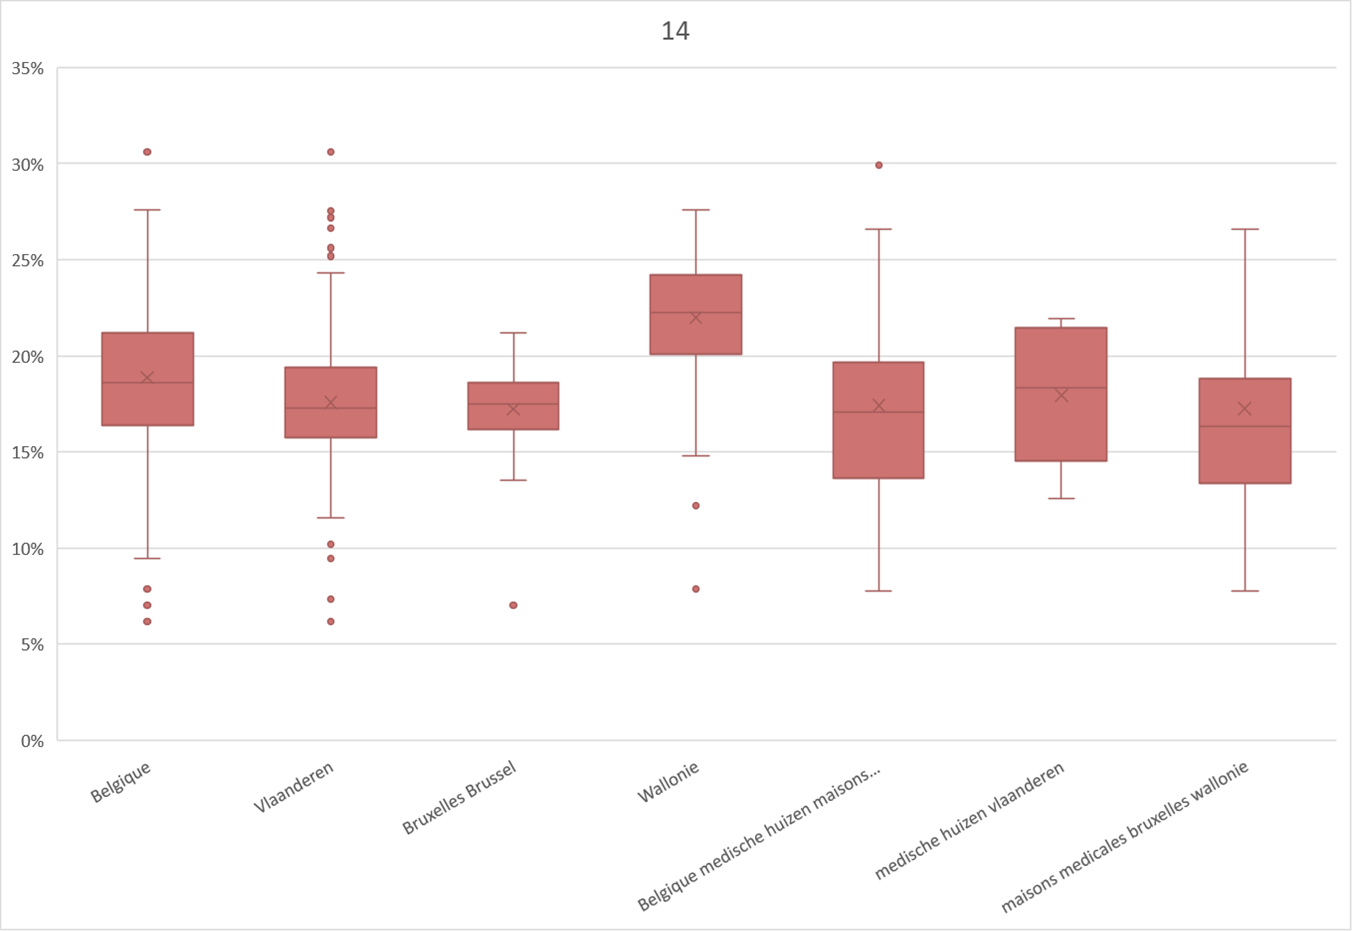 14
35%
30%
25%
20%
15%
10%
5%
0%
Belgique
Vlaanderen
Bruxelles Brussel
Wallonie
Belgique medische huizen maisons...
medische huizen vlaanderen
maisons medicales bruxelles wallonie